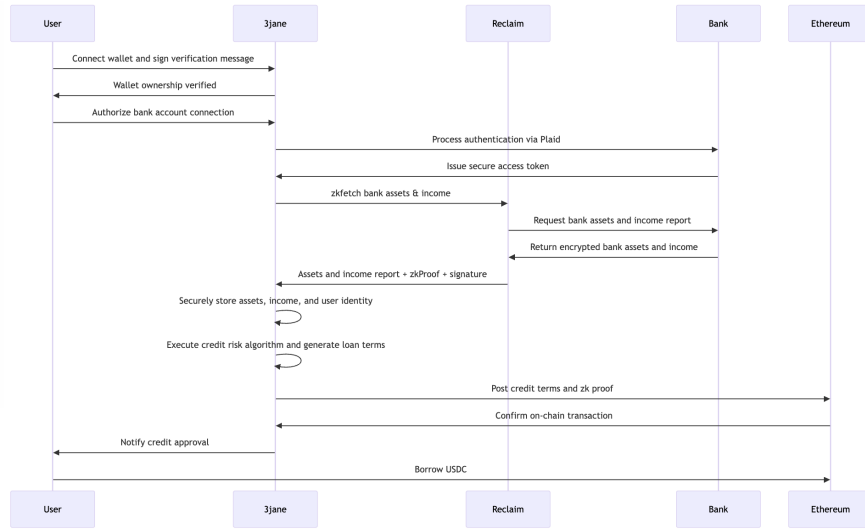 User
3jane
Reclaim
Bank
Ethereum
Connect wallet and sign verification message
Wallet ownership verified
Authorize bank account connection
Process authentication via Plaid
Issue secure access token
zkfetch bank assets & income
Request bank assets and income report
Return encrypted bank assets and income
Assets and income report + zkProof + signature
Securely store assets, income, and user identity
Execute credit risk algorithm and generate loan terms
Post credit terms and zk proof
Confirm on-chain transaction
Notify credit approval
Borrow USDC
User
3jane
Reclaim
Bank
Ethereum